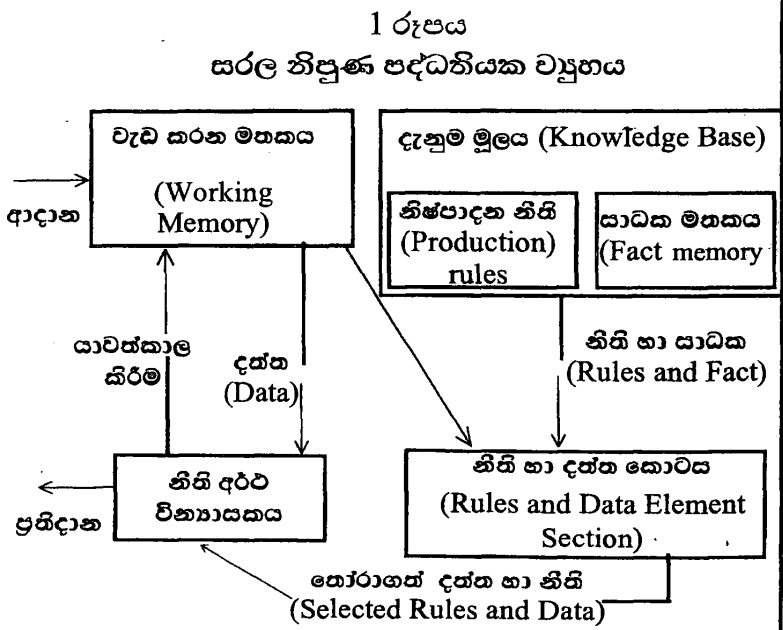 1 රූපය
සරල නිපුණ පද්ධතියක ව්‍යුහය
වැඩ කරන මතකය
(Working
Memory)
ආදාන
දැනුම මූලය (Knowledge Base)
නිෂ්පාදන නීති
(Production)
rules
සාධක මතකය
(Fact memory
යාවත්කාල
කිරීම
දත්ත
(Data)
නීති හා සාධක
(Rules and Fact)
නීති අර්ථ
වින්‍යාසකය
ප්‍රතිදාන
නීති හා දත්ත කොටස
(Rules and Data Element
Section)
තෝරාගත් දත්ත හා නීති
(Selected Rules and Data)